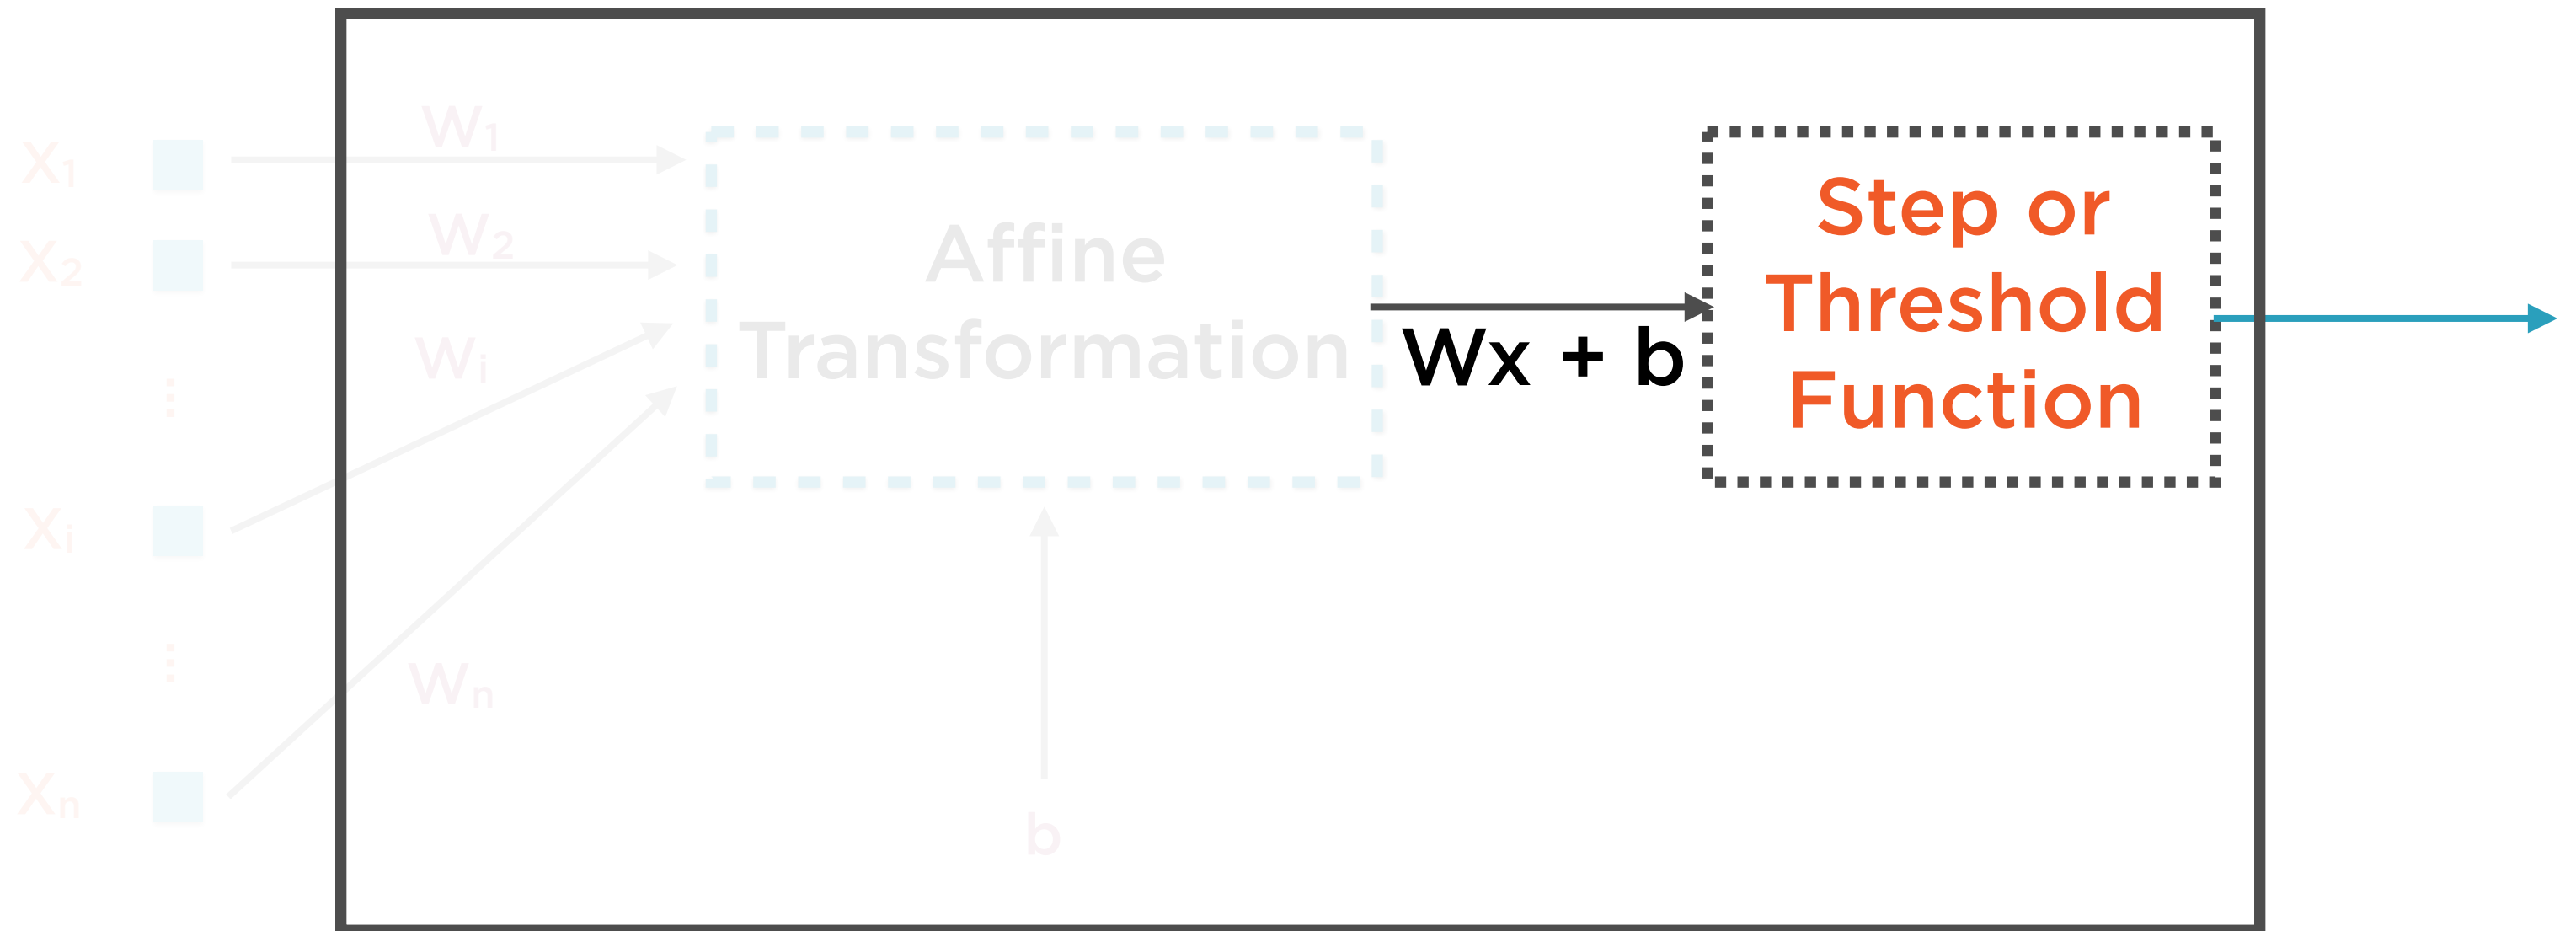 X1
W1
X2
W2
Wi
⋮
Xi
⋮
Wn
Xn
Affine
Transformation
b
Wx + b
Step or
Threshold
Function